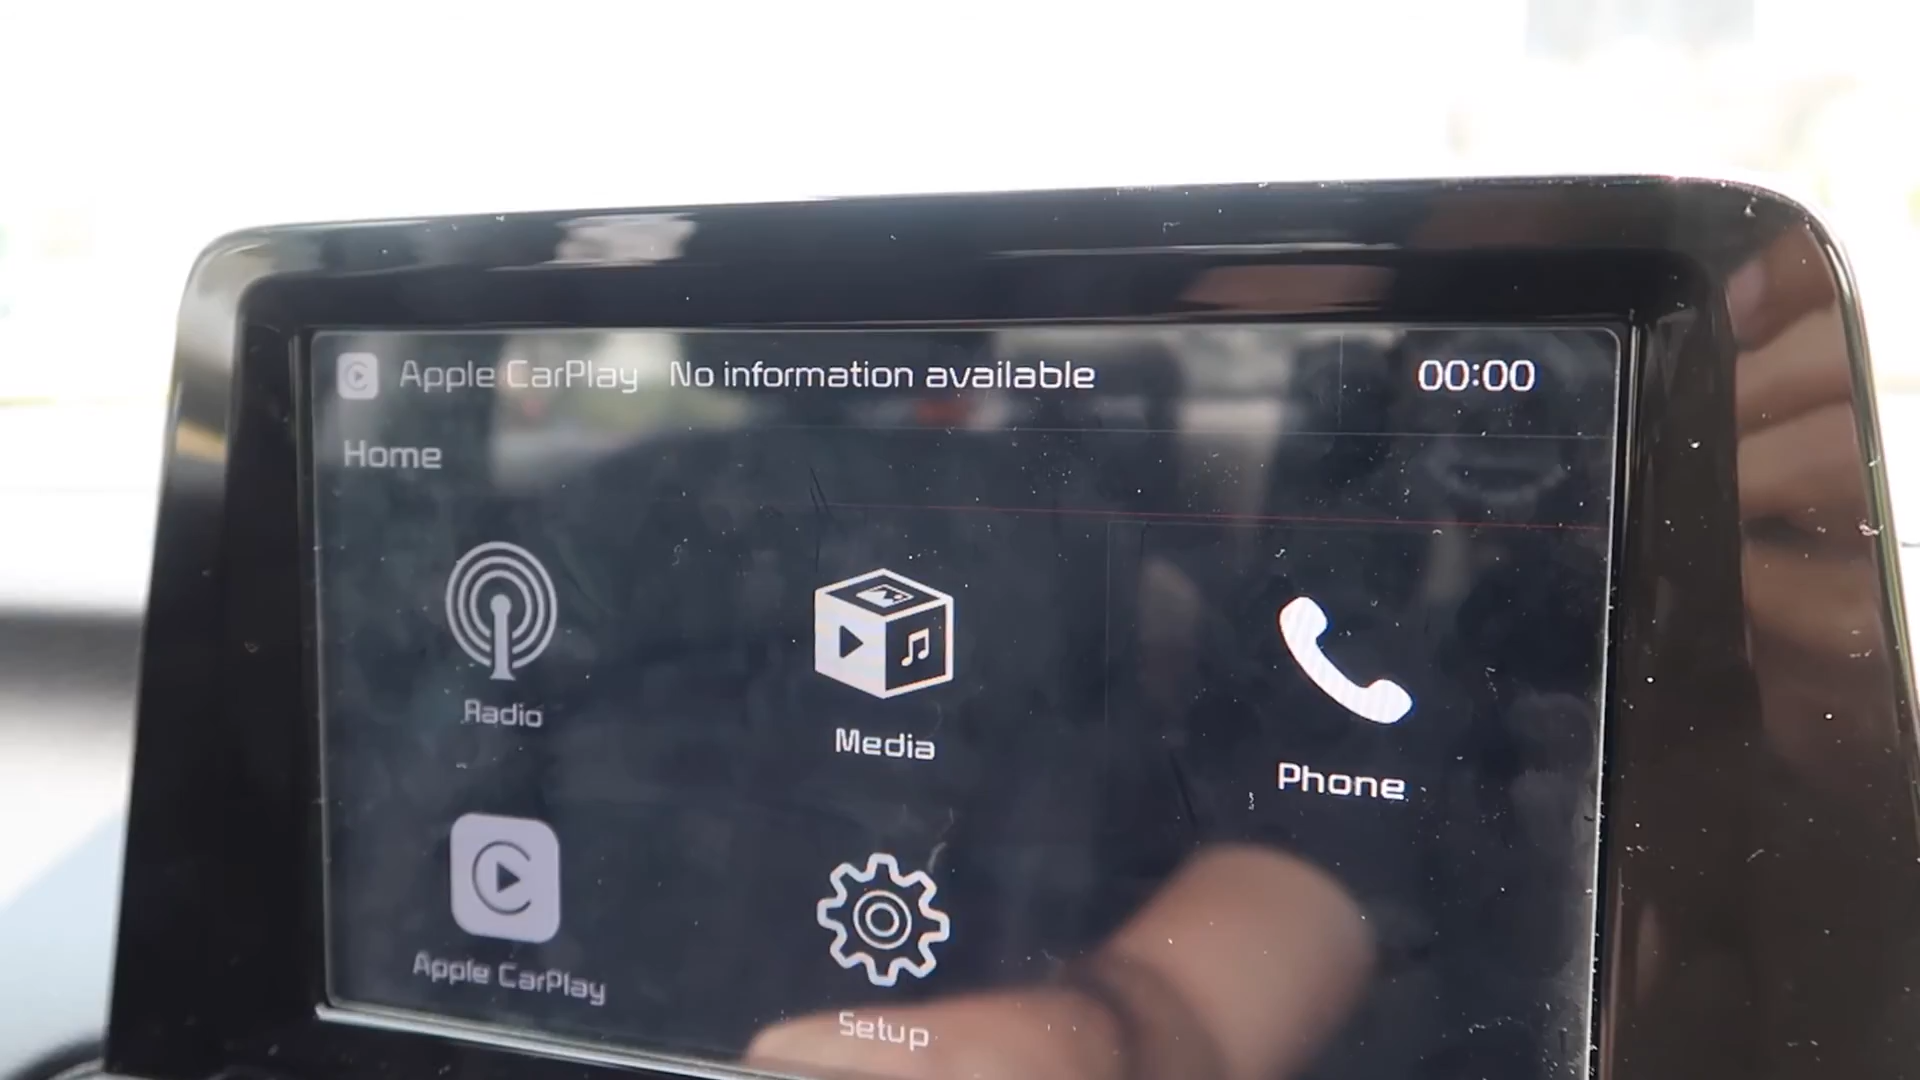 Apple CarPlay No information available 00:00
Home
Radio
Media
Phone
Apple CarPlay
Setup